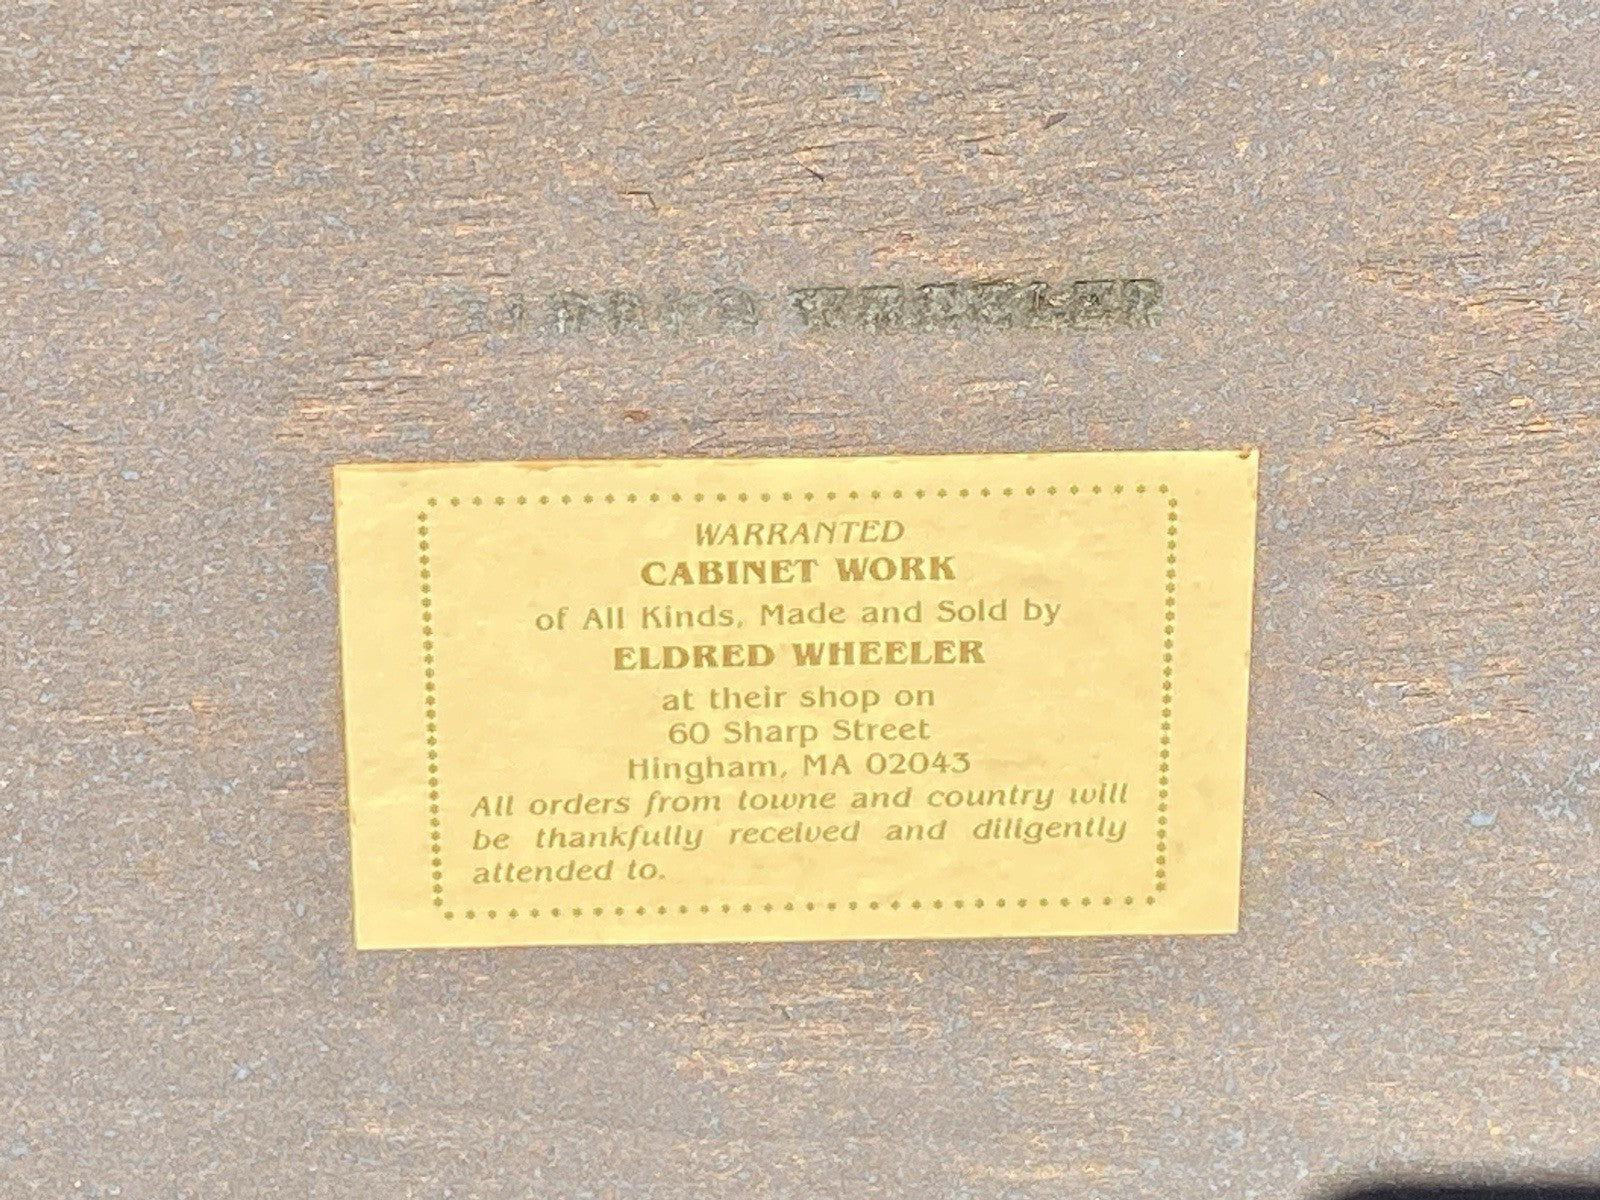 WHEELER
WARRANTED
CABINET WORK
of All Kinds, Made and Sold by
ELDRED WHEELER
at their shop on
60 Sharp Street
Hingham, MA 02043
All orders from towne and country will
be thankfully received and diligently
attended to.